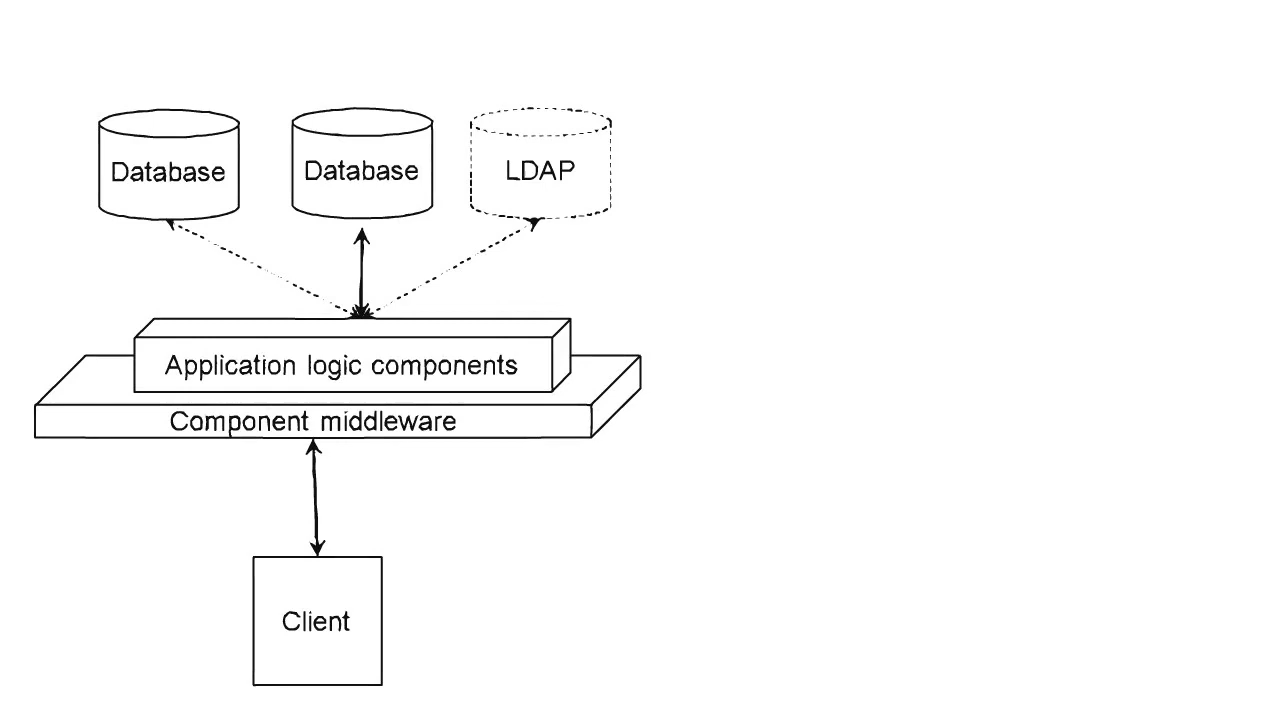 Database
Database
LDAP
Application logic components
Component middleware
Client